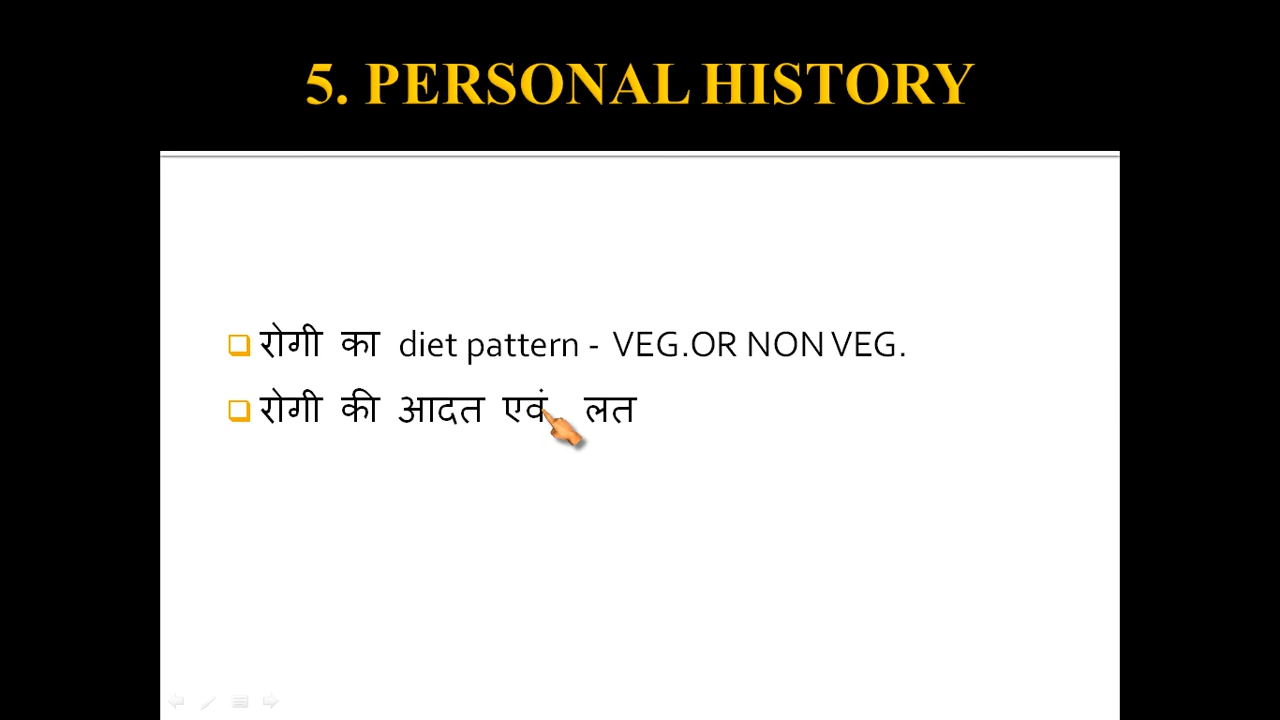 5. PERSONAL HISTORY
रोगी का diet pattern - VEG.OR NON VEG.
रोगी की आदत एवं लत